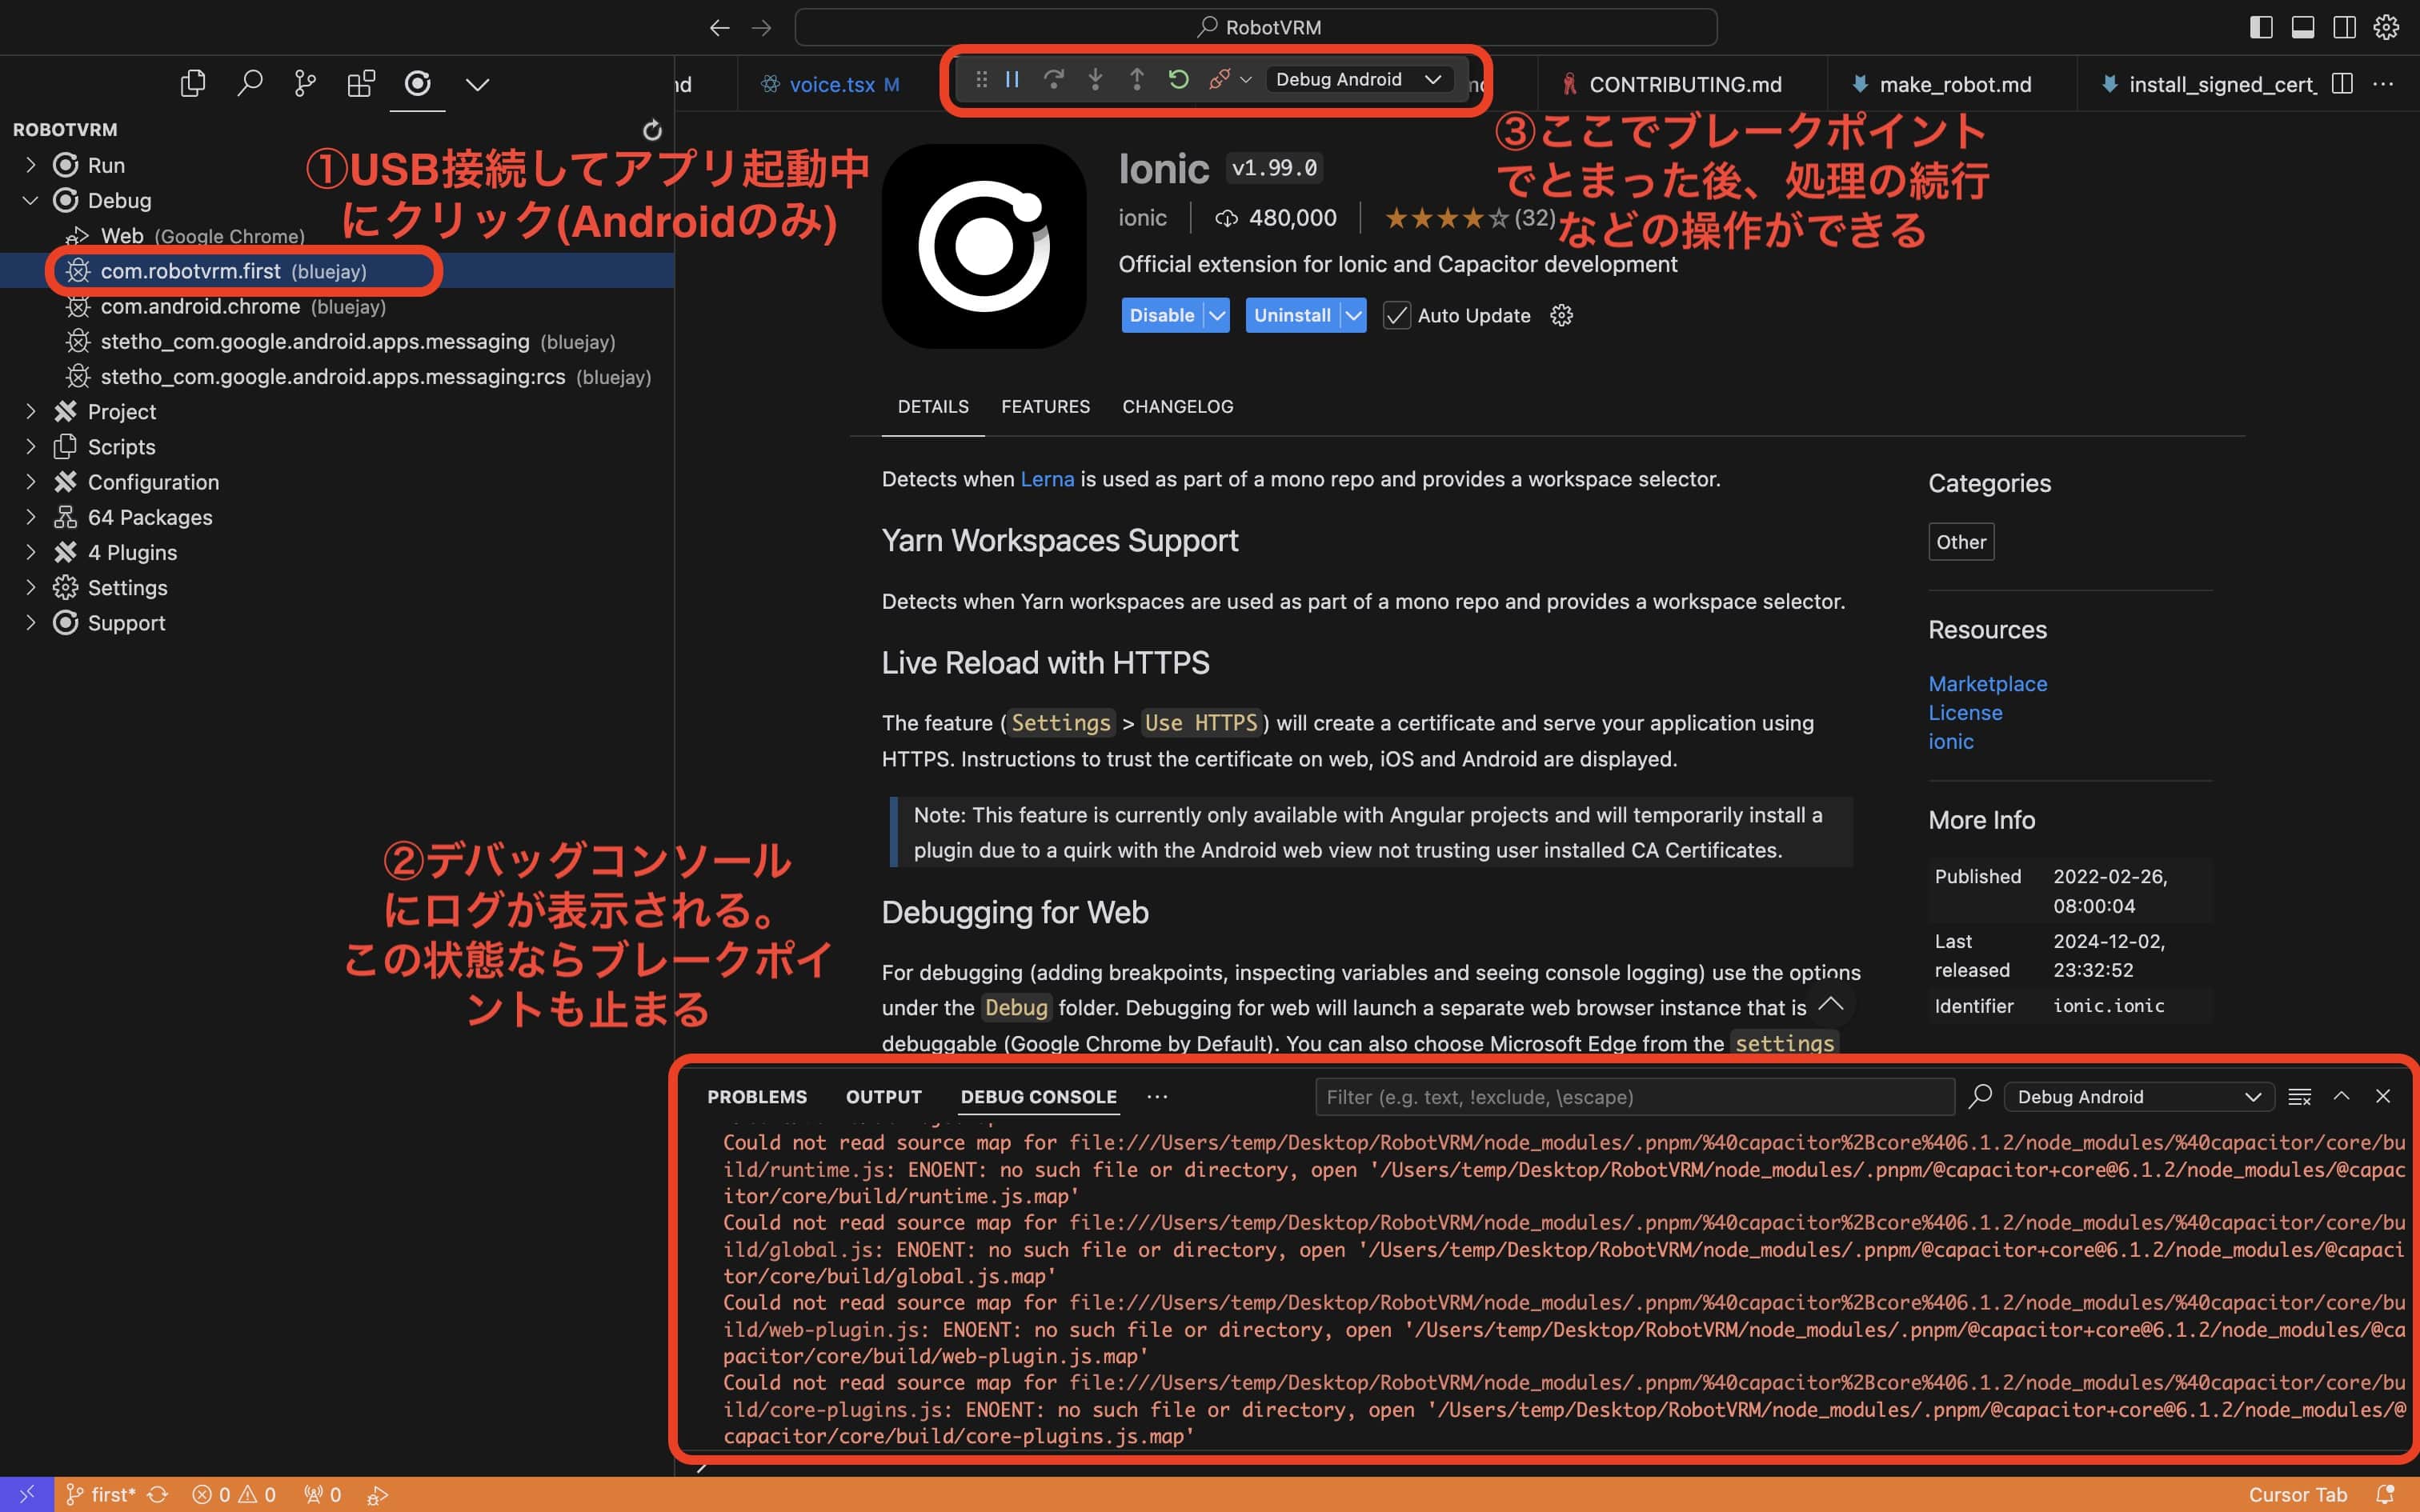 RobotVRM
voice.tsx M
Debug Android
CONTRIBUTING.md
make_robot.md
install_signed_cert_
ROBOTVRM
Run
Debug
Web (Google Chrome)
com.robotvrm.first (bluejay)
com.android.chrome (bluejay)
stetho_com.google.android.apps.messaging (bluejay)
stetho_com.google.android.apps.messaging:rcs (bluejay)
Project
Scripts
Configuration
64 Packages
4 Plugins
Settings
Support
①USB接続してアプリ起動中
にクリック(Androidのみ)
②デバッグコンソール
にログが表示される。
この状態ならブレークポイ
ントも止まる
③ここでブレークポイント
でとまった後、処理の続行
などの操作ができる
Ionic v1.99.0
ionic 480,000 (32)
Official extension for Ionic and Capacitor development
Disable Uninstall Auto Update
DETAILS FEATURES CHANGELOG
Detects when Lerna is used as part of a mono repo and provides a workspace selector.
Yarn Workspaces Support
Detects when Yarn workspaces are used as part of a mono repo and provides a workspace selector.
Live Reload with HTTPS
The feature (Settings > Use HTTPS) will create a certificate and serve your application using
HTTPS. Instructions to trust the certificate on web, iOS and Android are displayed.
Note: This feature is currently only available with Angular projects and will temporarily install a
plugin due to a quirk with the Android web view not trusting user installed CA Certificates.
Debugging for Web
For debugging (adding breakpoints, inspecting variables and seeing console logging) use the options
under the Debug folder. Debugging for web will launch a separate web browser instance that is
debuggable (Google Chrome by Default). You can also choose Microsoft Edge from the settings
Categories
Other
Resources
Marketplace
License
ionic
More Info
Published 2022-02-26,
08:00:04
Last 2024-12-02,
released 23:32:52
Identifier ionic.ionic
PROBLEMS OUTPUT DEBUG CONSOLE
Filter (e.g. text, !exclude, \escape)
Debug Android
Could not read source map for file:///Users/temp/Desktop/RobotVRM/node_modules/.pnpm/%40capacitor%2Bcore%406.1.2/node_modules/%40capacitor/core/bu
ild/runtime.js: ENOENT: no such file or directory, open '/Users/temp/Desktop/RobotVRM/node_modules/.pnpm/@capacitor+core@6.1.2/node_modules/@capac
itor/core/build/runtime.js.map'
Could not read source map for file:///Users/temp/Desktop/RobotVRM/node_modules/.pnpm/%40capacitor%2Bcore%406.1.2/node_modules/%40capacitor/core/bu
ild/global.js: ENOENT: no such file or directory, open '/Users/temp/Desktop/RobotVRM/node_modules/.pnpm/@capacitor+core@6.1.2/node_modules/@capaci
tor/core/build/global.js.map'
Could not read source map for file:///Users/temp/Desktop/RobotVRM/node_modules/.pnpm/%40capacitor%2Bcore%406.1.2/node_modules/%40capacitor/core/bu
ild/web-plugin.js: ENOENT: no such file or directory, open '/Users/temp/Desktop/RobotVRM/node_modules/.pnpm/@capacitor+core@6.1.2/node_modules/@ca
pacitor/core/build/web-plugin.js.map'
Could not read source map for file:///Users/temp/Desktop/RobotVRM/node_modules/.pnpm/%40capacitor%2Bcore%406.1.2/node_modules/%40capacitor/core/bu
ild/core-plugins.js: ENOENT: no such file or directory, open '/Users/temp/Desktop/RobotVRM/node_modules/.pnpm/@capacitor+core@6.1.2/node_modules/@
capacitor/core/build/core-plugins.js.map'
first* 0 0 0
Cursor Tab